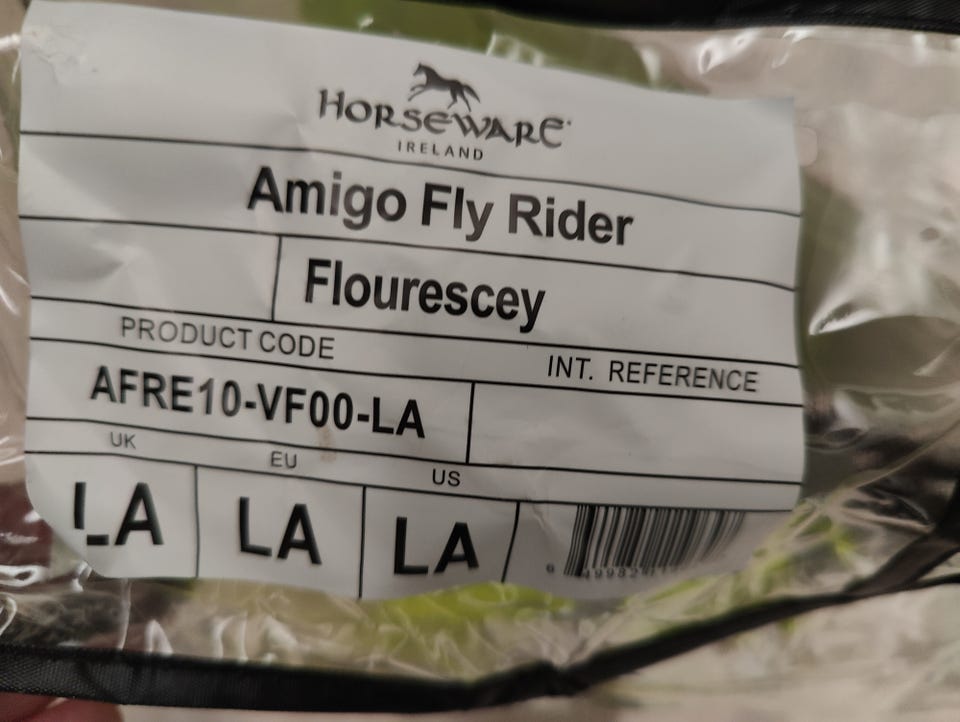 HORSEWARE
IRELAND
Amigo Fly Rider
Flourescey
PRODUCT CODE
INT. REFERENCE
AFRE10-VF00-LA
UK EU US
LA LA LA